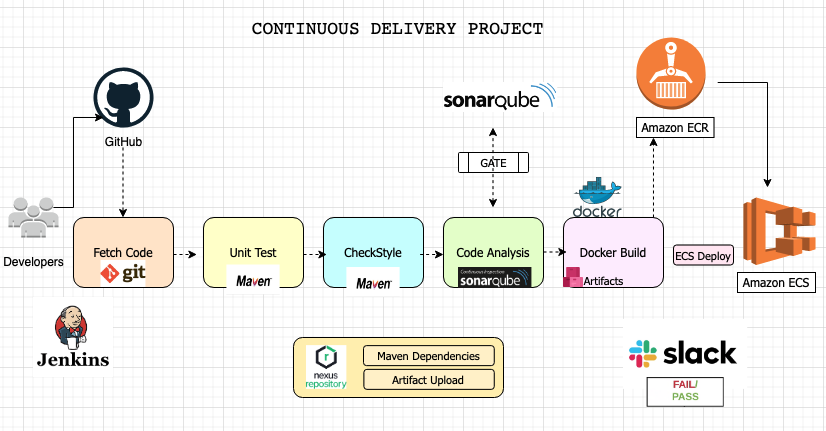 CONTINUOUS DELIVERY PROJECT
GitHub
sonarqube
GATE
Amazon ECR
docker
Developers
Fetch Code
git
Unit Test
Maven
CheckStyle
Maven
Code Analysis
Continuous Inspection
sonarqube
Docker Build
Artifacts
ECS Deploy
Amazon ECS
Jenkins
nexus
repository
Maven Dependencies
Artifact Upload
slack
FAIL/
PASS